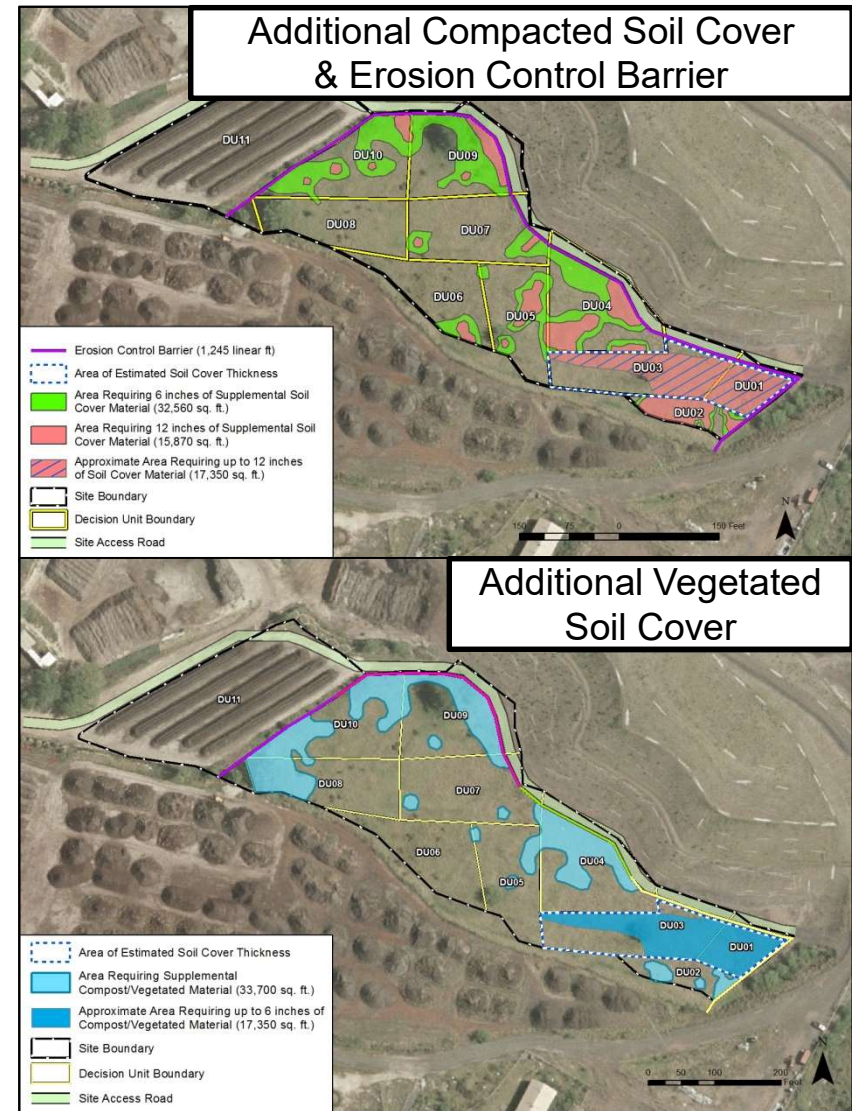 Additional Compacted Soil Cover
& Erosion Control Barrier
DU11
DU10
DU09
DU08
DU07
DU06
DU05
DU04
DU03
DU01
DU02
Erosion Control Barrier (1,245 linear ft)
Area of Estimated Soil Cover Thickness
Area Requiring 6 inches of Supplemental Soil
Cover Material (32,560 sq. ft.)
Area Requiring 12 inches of Supplemental Soil
Cover Material (15,870 sq. ft.)
Approximate Area Requiring up to 12 inches
of Soil Cover Material (17,350 sq. ft.)
Site Boundary
Decision Unit Boundary
Site Access Road
N
150 75 0 150 Feet
Additional Vegetated
Soil Cover
DU11
DU10
DU09
DU08
DU07
DU06
DU05
DU04
DU03
DU01
DU02
Area of Estimated Soil Cover Thickness
Area Requiring Supplemental
Compost/Vegetated Material (33,700 sq. ft.)
Approximate Area Requiring up to 6 inches of
Compost/Vegetated Material (17,350 sq. ft.)
Site Boundary
Decision Unit Boundary
Site Access Road
N
0 50 100 200
Feet